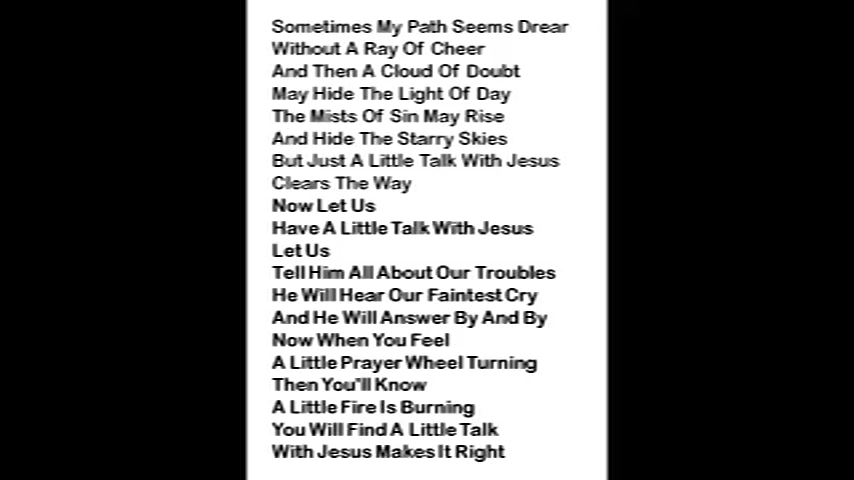 Sometimes My Path Seems Drear
Without A Ray Of Cheer
And Then A Cloud Of Doubt
May Hide The Light Of Day
The Mists Of Sin May Rise
And Hide The Starry Skies
But Just A Little Talk With Jesus
Clears The Way
Now Let Us
Have A Little Talk With Jesus
Let Us
Tell Him All About Our Troubles
He Will Hear Our Faintest Cry
And He Will Answer By And By
Now When You Feel
A Little Prayer Wheel Turning
Then You"ll Know
A Little Fire Is Burning
You Will Find A Little Talk
With Jesus Makes It Right